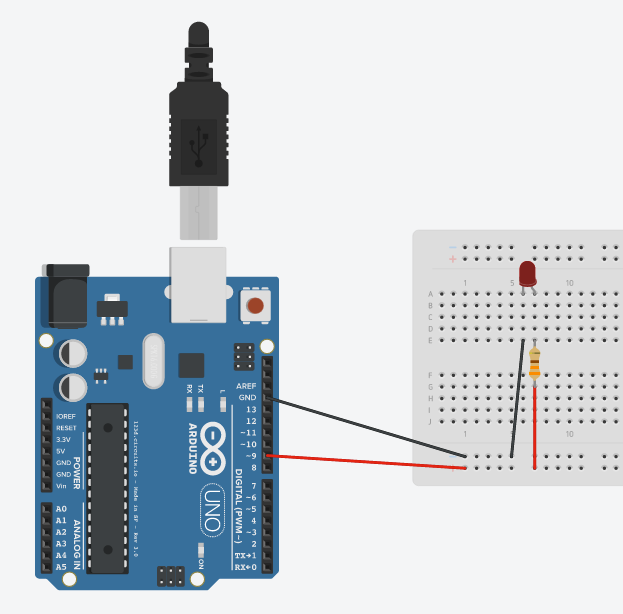 - 
+
1 5 10
A
B
C
D
E
F
G
H
I
J
1 10
AREF
GND
13
12
~11
~10
~9
8
7
~6
~5
4
~3
2
TX→1
RX←0
DIGITAL (PWM~)
IOREF
RESET
3.3V
5V
GND
GND
Vin
POWER
A0
A1
A2
A3
A4
A5
ANALOG IN
RX
TX
L
ARDUINO
UNO
ON